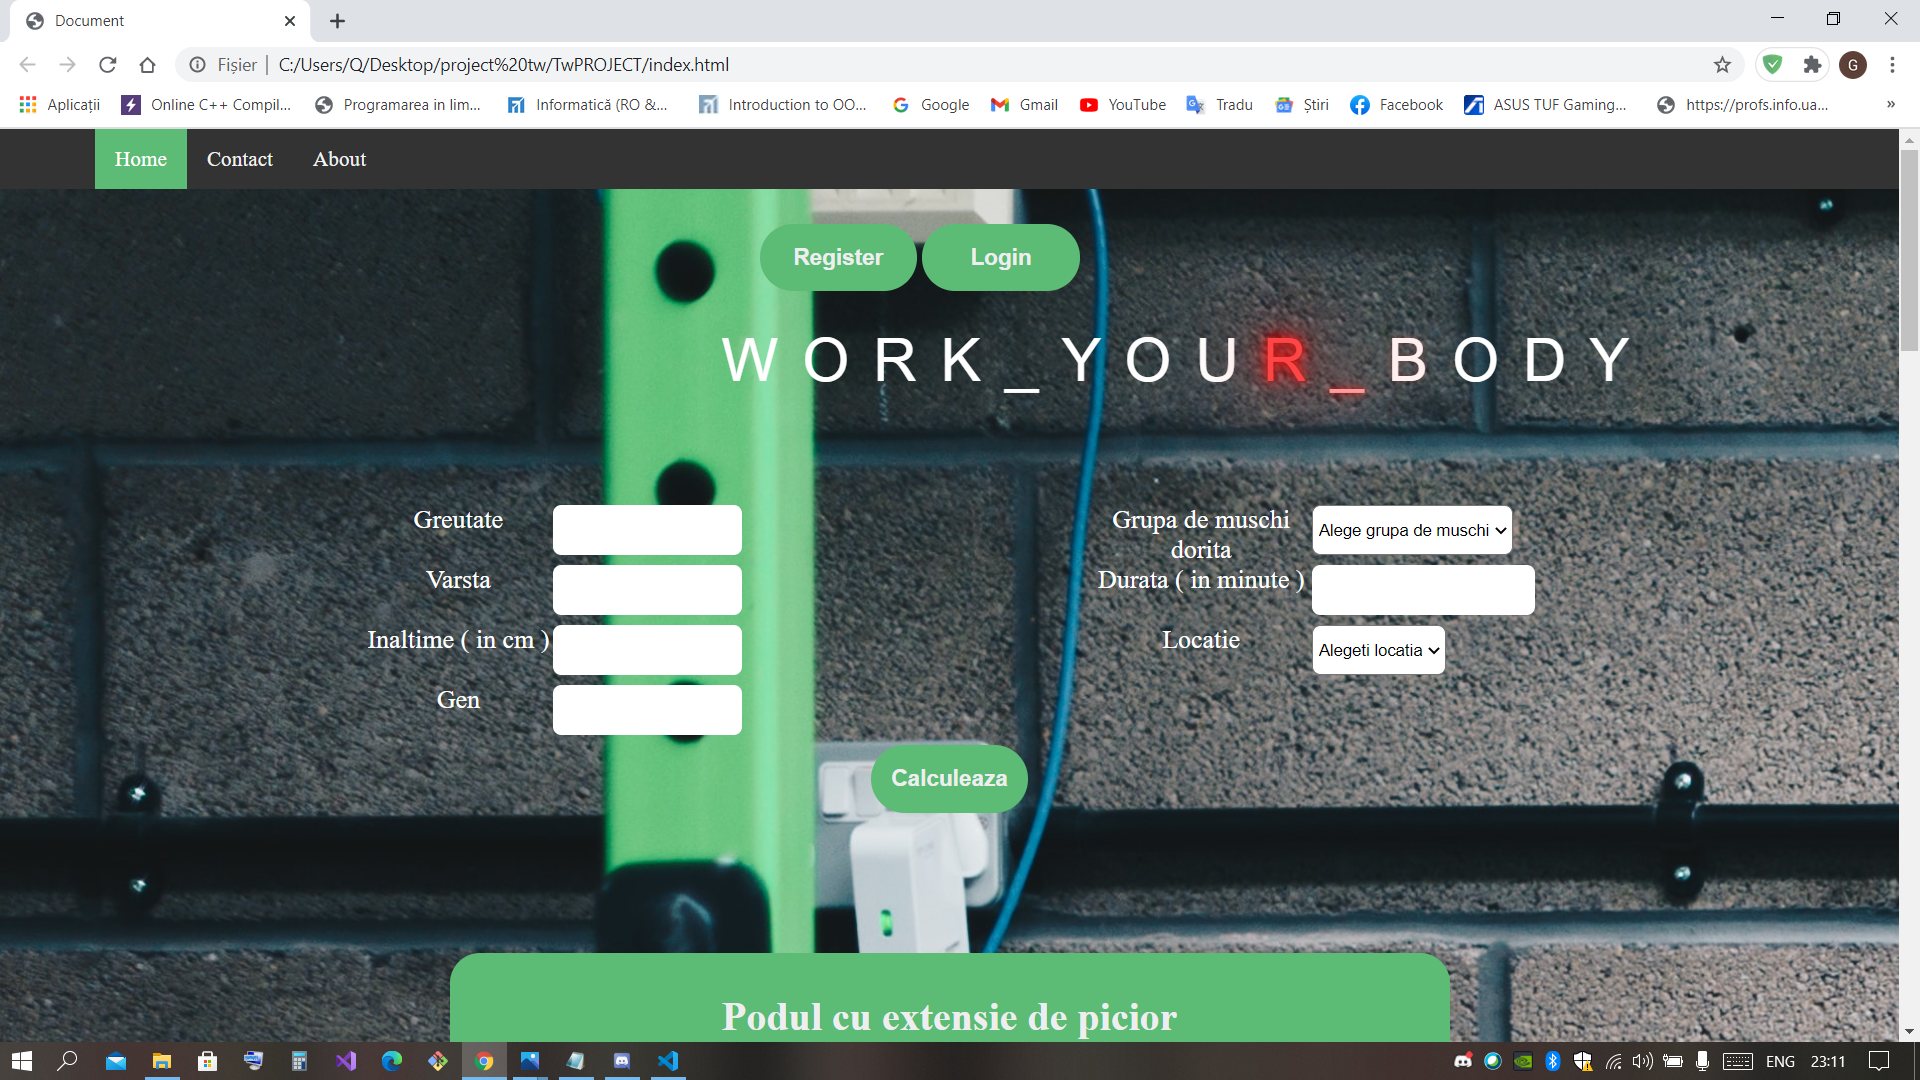 Document
Fișier | C:/Users/Q/Desktop/project%20tw/TwPROJECT/index.html
G
Aplicații Online C++ Compil... Programarea in lim... Informatică (RO &... Introduction to OO... Google Gmail YouTube Tradu Știri Facebook ASUS TUF Gaming... https://profs.info.ua... »
Home Contact About
Register Login
WORK_YOUR_BODY
Greutate
Varsta
Inaltime ( in cm )
Gen
Grupa de muschi
dorita
Alege grupa de muschi
Durata ( in minute )
Locatie
Alegeti locatia
Calculeaza
Podul cu extensie de picior
ENG 23:11